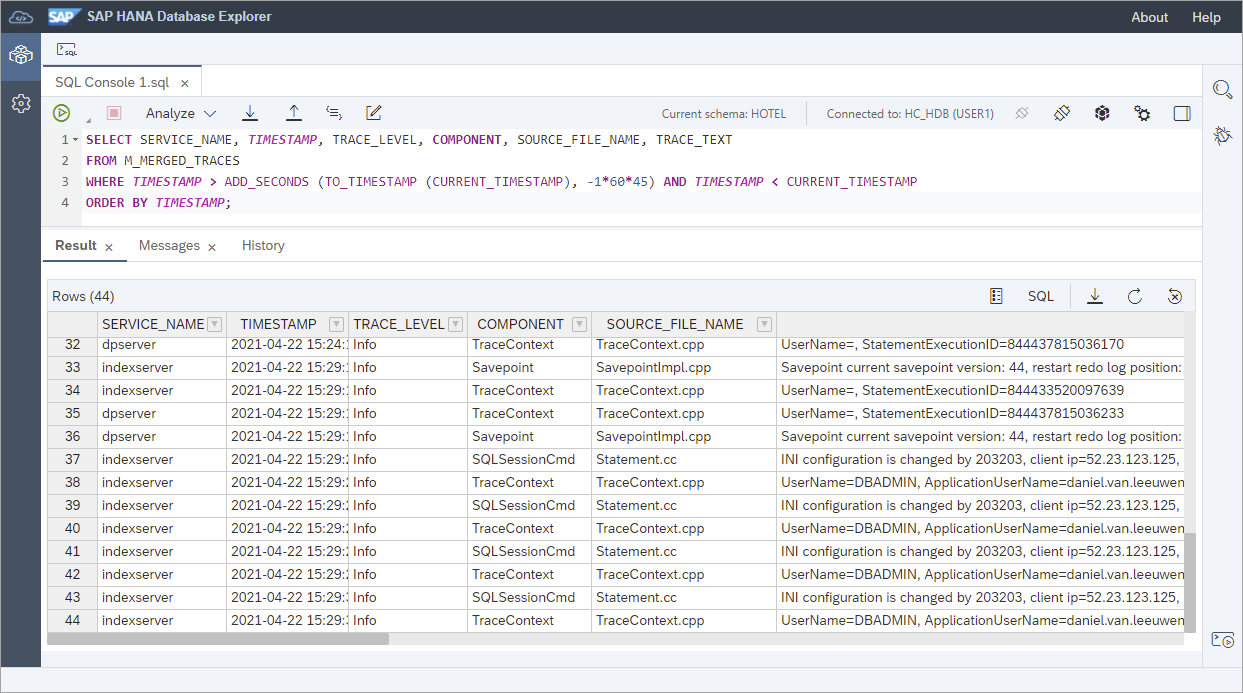 SAP SAP HANA Database Explorer About Help
SQL
SQL Console 1.sql ×
Analyze Current schema: HOTEL Connected to: HC_HDB (USER1)
1 SELECT SERVICE_NAME, TIMESTAMP, TRACE_LEVEL, COMPONENT, SOURCE_FILE_NAME, TRACE_TEXT
2 FROM M_MERGED_TRACES
3 WHERE TIMESTAMP > ADD_SECONDS (TO_TIMESTAMP (CURRENT_TIMESTAMP), -1*60*45) AND TIMESTAMP < CURRENT_TIMESTAMP
4 ORDER BY TIMESTAMP;
Result × Messages × History
Rows (44) SQL
SERVICE_NAME TIMESTAMP TRACE_LEVEL COMPONENT SOURCE_FILE_NAME
32 dpserver 2021-04-22 15:24: Info TraceContext TraceContext.cpp UserName=, StatementExecutionID=844437815036170
33 indexserver 2021-04-22 15:29: Info Savepoint SavepointImpl.cpp Savepoint current savepoint version: 44, restart redo log position:
34 indexserver 2021-04-22 15:29: Info TraceContext TraceContext.cpp UserName=, StatementExecutionID=844433520097639
35 dpserver 2021-04-22 15:29: Info TraceContext TraceContext.cpp UserName=, StatementExecutionID=844437815036233
36 dpserver 2021-04-22 15:29: Info Savepoint SavepointImpl.cpp Savepoint current savepoint version: 44, restart redo log position:
37 indexserver 2021-04-22 15:29: Info SQLSessionCmd Statement.cc INI configuration is changed by 203203, client ip=52.23.123.125,
38 indexserver 2021-04-22 15:29: Info TraceContext TraceContext.cpp UserName=DBADMIN, ApplicationUserName=daniel.van.leeuwen
39 indexserver 2021-04-22 15:29: Info SQLSessionCmd Statement.cc INI configuration is changed by 203203, client ip=52.23.123.125,
40 indexserver 2021-04-22 15:29: Info TraceContext TraceContext.cpp UserName=DBADMIN, ApplicationUserName=daniel.van.leeuwen
41 indexserver 2021-04-22 15:29: Info SQLSessionCmd Statement.cc INI configuration is changed by 203203, client ip=52.23.123.125,
42 indexserver 2021-04-22 15:29: Info TraceContext TraceContext.cpp UserName=DBADMIN, ApplicationUserName=daniel.van.leeuwen
43 indexserver 2021-04-22 15:29: Info SQLSessionCmd Statement.cc INI configuration is changed by 203203, client ip=52.23.123.125,
44 indexserver 2021-04-22 15:29: Info TraceContext TraceContext.cpp UserName=DBADMIN, ApplicationUserName=daniel.van.leeuwen